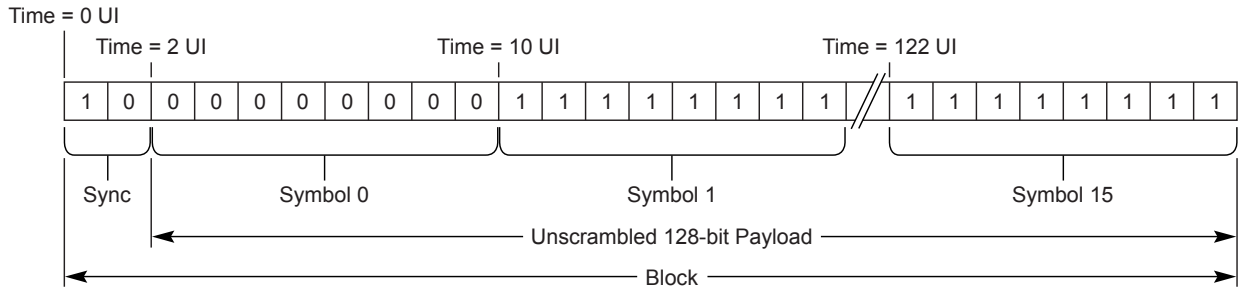 Time = 0 UI
Time = 2 UI Time = 10 UI Time = 122 UI
1 0 0 0 0 0 0 0 0 0 1 1 1 1 1 1 1 1 1 1 1 1 1 1 1 1
Sync Symbol 0 Symbol 1 Symbol 15
Unscrambled 128-bit Payload
Block